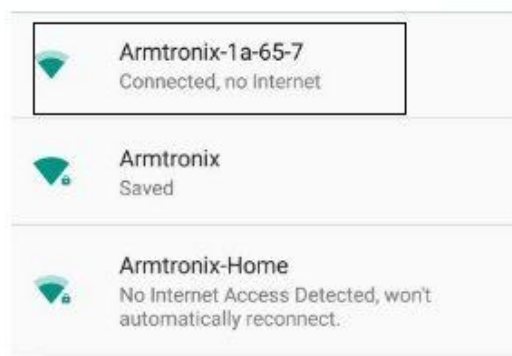 Armtronix-1a-65-7
Connected, no Internet
Armtronix
Saved
Armtronix-Home
No Internet Access Detected, won't
automatically reconnect.